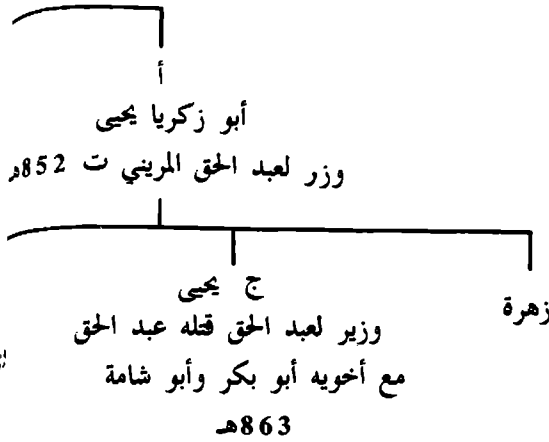 أ
أبو زكريا يحيى
وزر لعبد الحق المريني ت 852هـ
زهرة
ج يحيى
وزير لعبد الحق قتله عبد الحق
مع أخويه أبو بكر وأبو شامة
863هـ